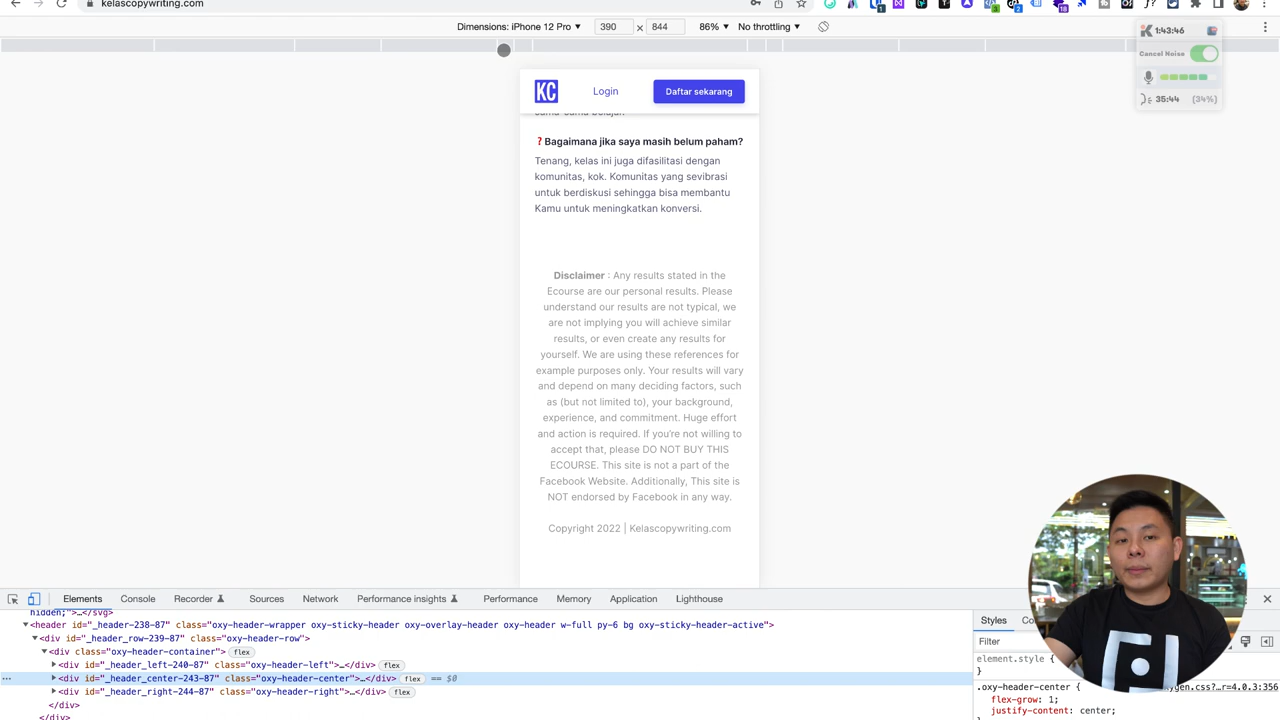 kelascopywriting.com
Dimensions: iPhone 12 Pro ▼ 390 × 844 86% ▼ No throttling ▼
1:43:46
Cancel Noise
35:44 (34%)
KC Login Daftar sekarang
❓Bagaimana jika saya masih belum paham?
Tenang, kelas ini juga difasilitasi dengan
komunitas, kok. Komunitas yang sevibrasi
untuk berdiskusi sehingga bisa membantu
Kamu untuk meningkatkan konversi.
Disclaimer : Any results stated in the
Ecourse are our personal results. Please
understand our results are not typical, we
are not implying you will achieve similar
results, or even create any results for
yourself. We are using these references for
example purposes only. Your results will vary
and depend on many deciding factors, such
as (but not limited to), your background,
experience, and commitment. Huge effort
and action is required. If you're not willing to
accept that, please DO NOT BUY THIS
ECOURSE. This site is not a part of the
Facebook Website. Additionally, This site is
NOT endorsed by Facebook in any way.
Copyright 2022 | Kelascopywriting.com
Elements Console Recorder Sources Network Performance insights Performance Memory Application Lighthouse
hidden;">…</svg>
▼<header id="_header-238-87" class="oxy-header-wrapper oxy-sticky-header oxy-overlay-header oxy-header w-full py-6 bg oxy-sticky-header-active">
▼<div id="_header_row-239-87" class="oxy-header-row">
▼<div class="oxy-header-container"> flex
▶<div id="_header_left-240-87" class="oxy-header-left">…</div> flex
… ▶<div id="_header_center-243-87" class="oxy-header-center">…</div> flex == $0
▶<div id="_header_right-244-87" class="oxy-header-right">…</div> flex
</div>
</div>
Styles
Filter
element.style {
}
.oxy-header-center {
flex-grow: 1;
justify-content: center;